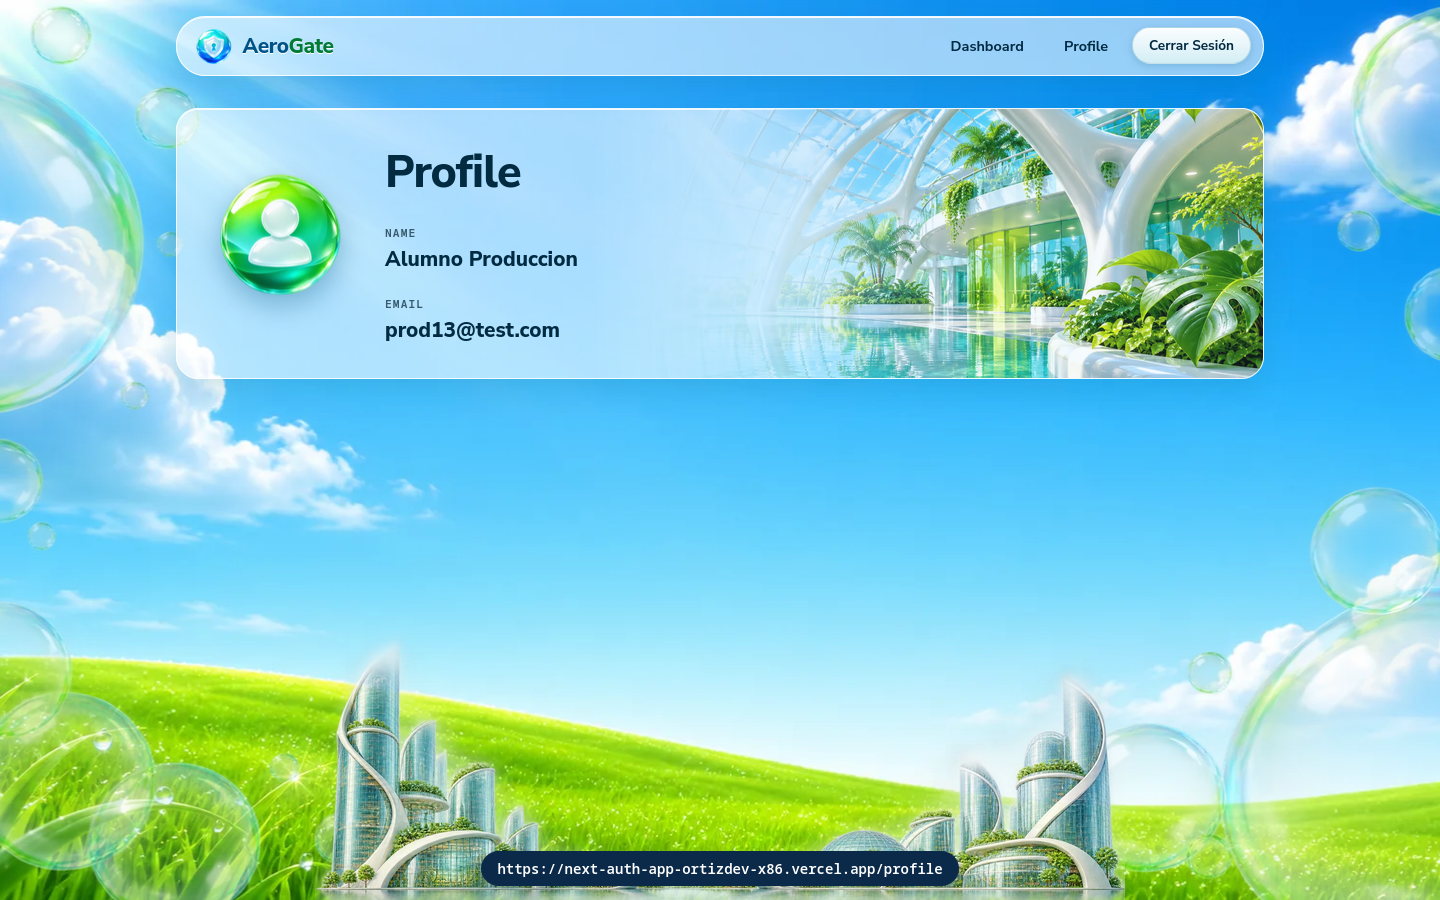 AeroGate
Dashboard
Profile
Cerrar Sesión
Profile
NAME
Alumno Produccion
EMAIL
prod13@test.com
https://next-auth-app-ortizdev-x86.vercel.app/profile